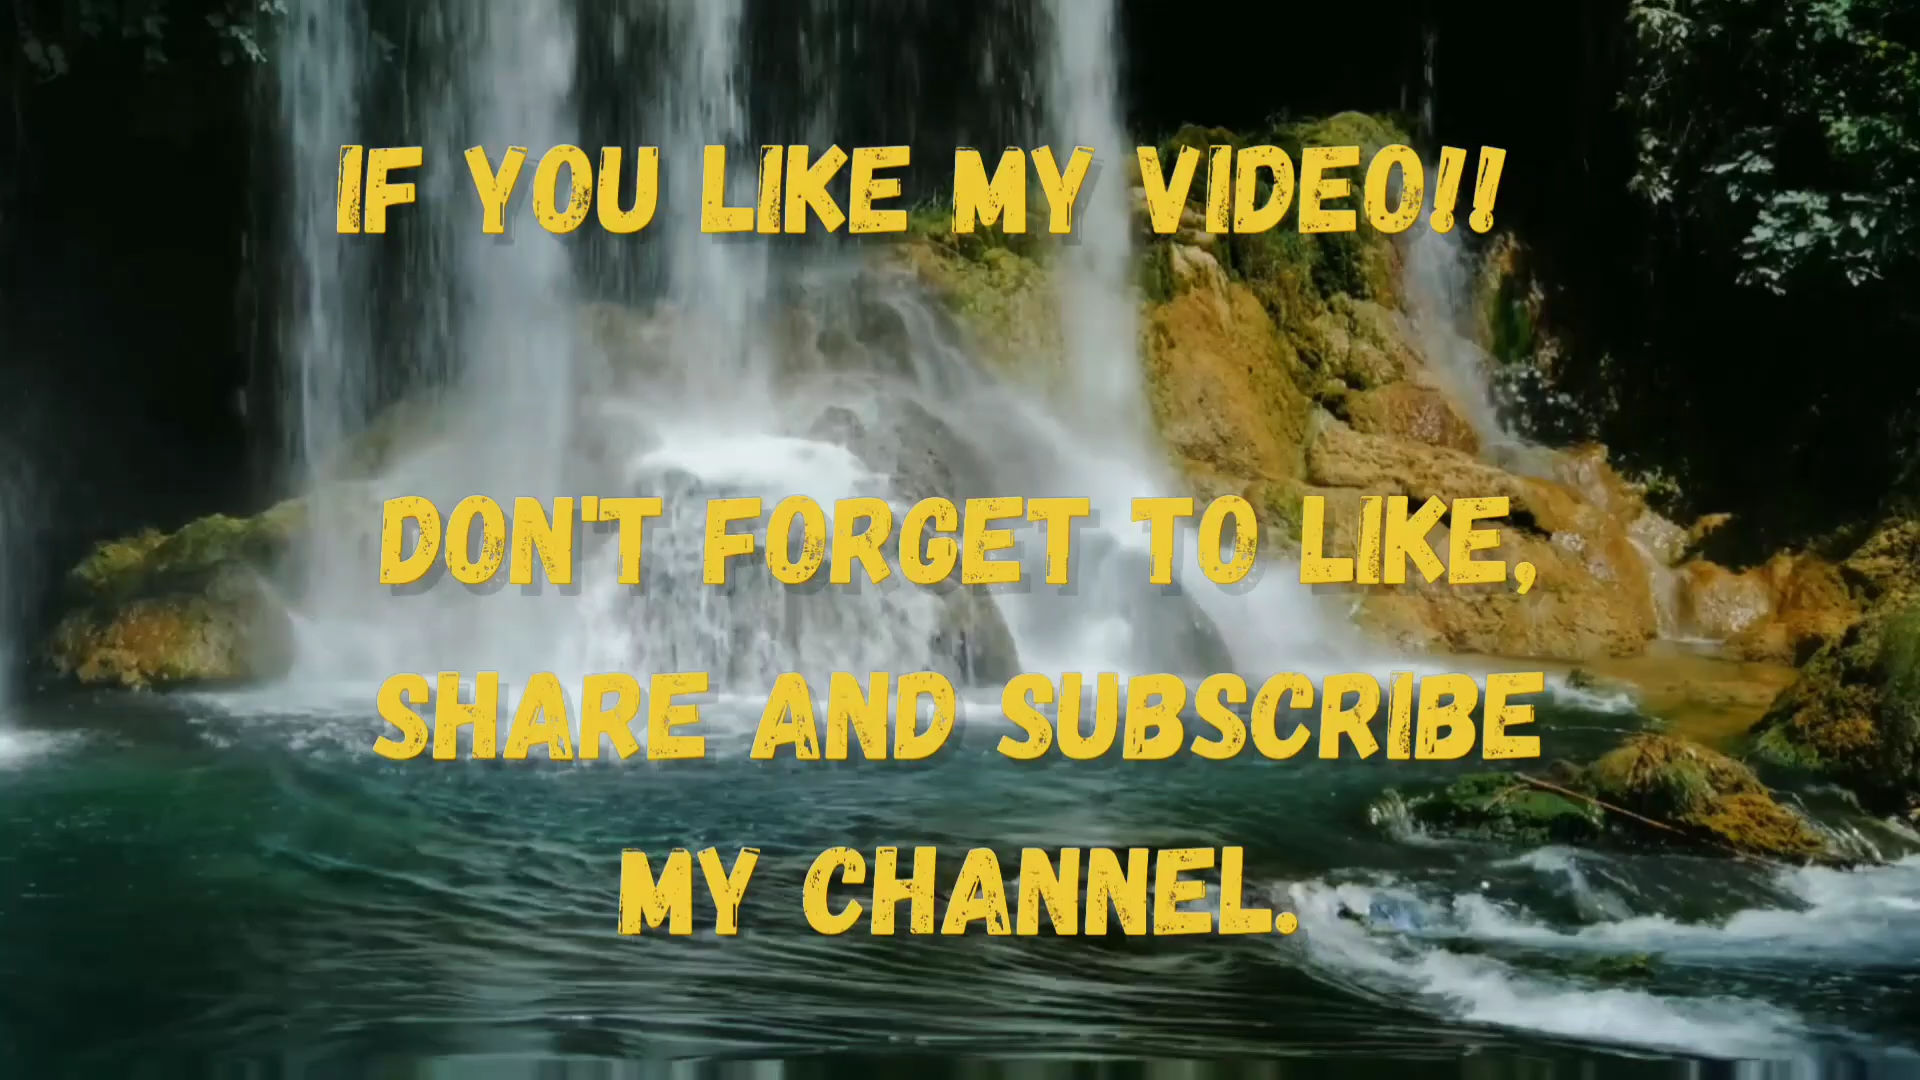 IF YOU LIKE MY VIDEO!!
DON'T FORGET TO LIKE,
SHARE AND SUBSCRIBE
MY CHANNEL.